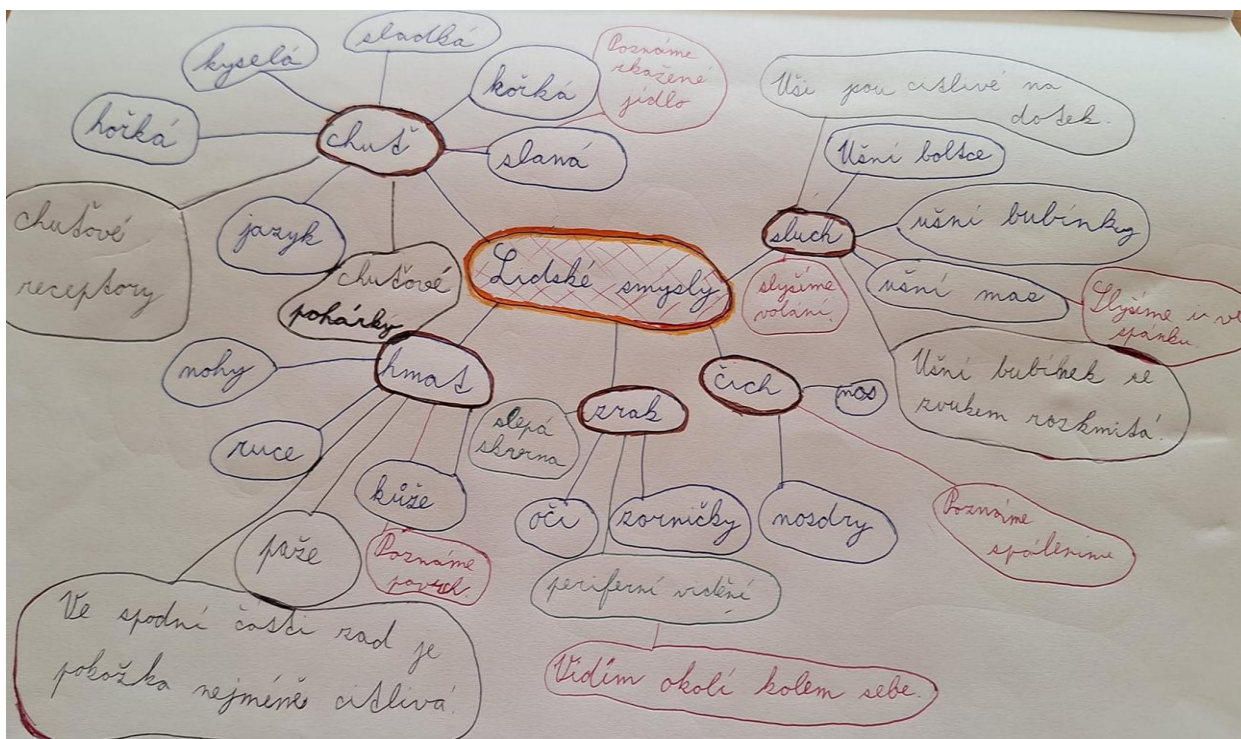 sladká
kyselá
kořká
hořká
chuť
slaná
Poznáme
zkažené
jídlo
chuťové
receptory
jazyk
chuťové
pohárky
Lidské smysly
Uši jsou citlivé na
dotek.
Ušní boltce
sluch
ušní bubínky
ušní maz
slyšíme
volání.
Slyšíme i ve
spánku.
Ušní bubínek se
zvukem rozkmitá.
hmat
nohy
ruce
paže
kůže
Poznáme
povrch.
Ve spodní části zad je
pokožka nejméně citlivá.
zrak
slepá
skvrna
oči
zorničky
periferní vidění
Vidím okolí kolem sebe.
čich
nos
nosdry
Poznáme